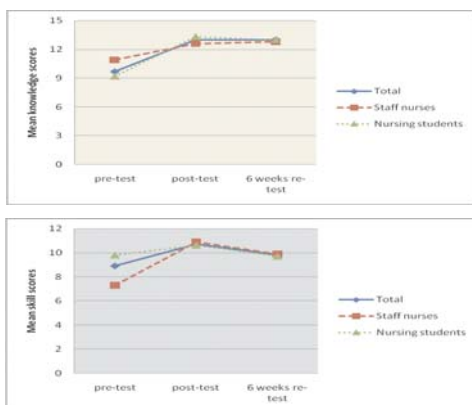 15
12
9
6
3
0
Mean knowledge scores
pre-test
post-test
6 weeks re-
test
Total
Staff nurses
Nursing students
12
10
8
6
4
2
0
Mean skill scores
pre-test
post-test
6 weeks re-
test
Total
Staff nurses
Nursing students